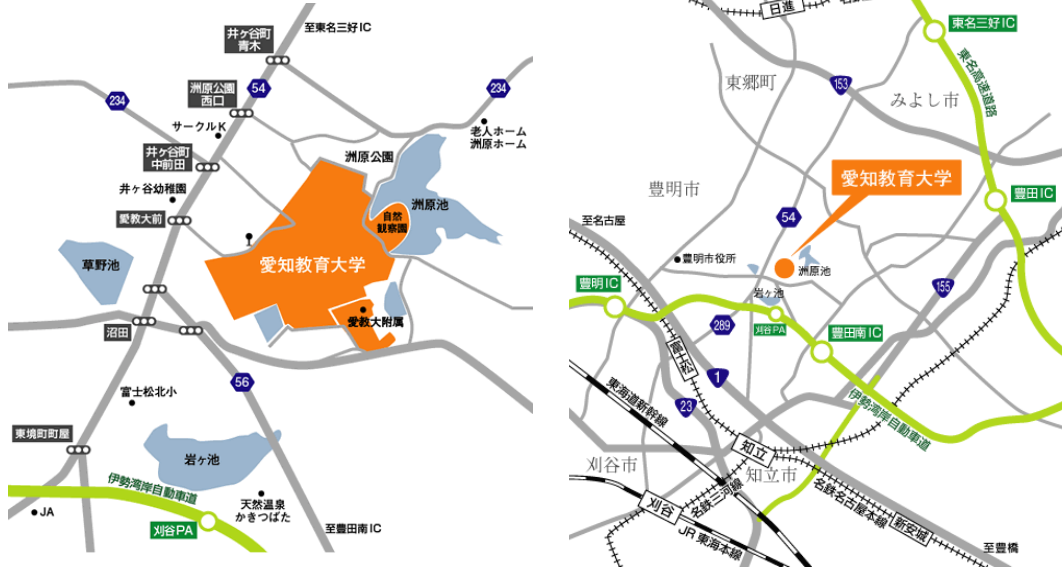 井ヶ谷町
青木
至東名三好IC
234
54
洲原公園
西口
234
サークルK
老人ホーム
洲原ホーム
井ヶ谷町
中前田
洲原公園
井ヶ谷幼稚園
洲原池
愛教大前
自然
観察園
草野池
愛知教育大学
愛教大附属
沼田
56
富士松北小
東境町町屋
岩ヶ池
伊勢湾岸自動車道
天然温泉
かきつばた
JA
刈谷PA
至豊田南IC
日進
東名三好IC
東郷町
153
みよし市
東名高速道路
愛知教育大学
豊明市
豊田IC
54
至名古屋
豊明市役所
洲原池
豊明IC
岩ヶ池
155
289
刈谷PA
豊田南IC
富士松
1
東海道新幹線
23
伊勢湾岸自動車道
刈谷市
知立
知立市
名鉄三河線
名鉄名古屋本線
刈谷
新安城
JR東海本線
至豊橋